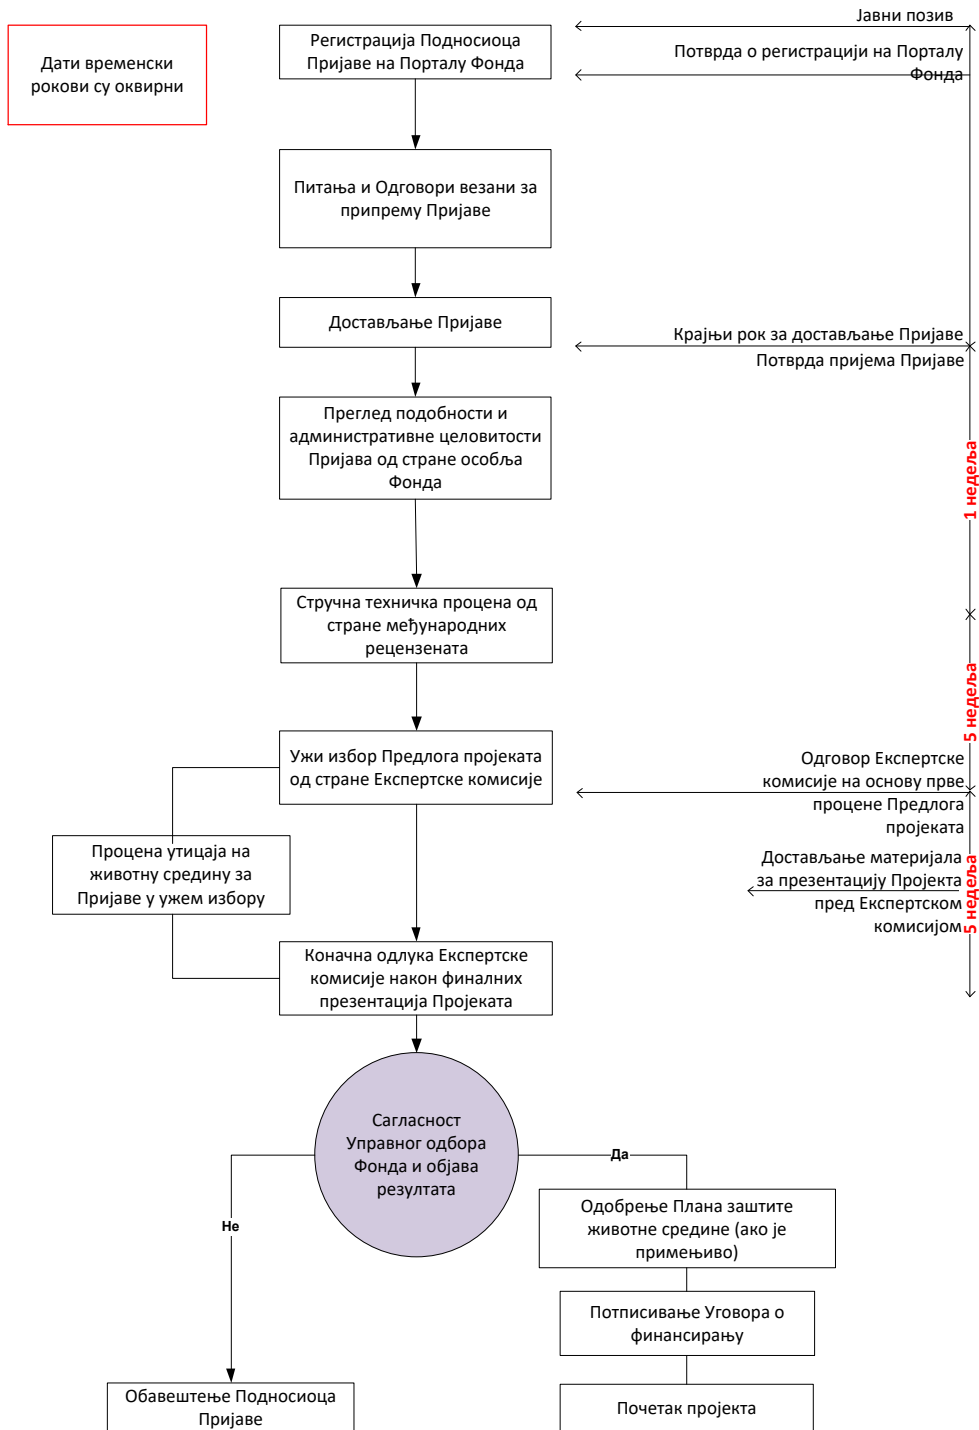 Јавни позив
Дати временски
рокови су оквирни
Регистрација Подносиоца
Пријаве на Порталу Фонда
Потврда о регистрацији на Порталу
Фонда
Питања и Одговори везани за
припрему Пријаве
Достављање Пријаве
Крајњи рок за достављање Пријаве
Потврда пријема Пријаве
Преглед подобности и
административне целовитости
Пријава од стране особља
Фонда
1 недеља
Стручна техничка процена од
стране међународних
рецензената
5 недеља
Ужи избор Предлога пројеката
од стране Експертске комисије
Одговор Експертске
комисије на основу прве
процене Предлога
пројеката
Процена утицаја на
животну средину за
Пријаве у ужем избору
Достављање материјала
за презентацију Пројекта
пред Експертском
комисијом
5 недеља
Коначна одлука Експертске
комисије након финалних
презентација Пројеката
Сагласност
Управног одбора
Фонда и објава
резултата
Да
Не
Одобрење Плана заштите
животне средине (ако је
примењиво)
Потписивање Уговора о
финансирању
Обавештење Подносиоца
Пријаве
Почетак пројекта